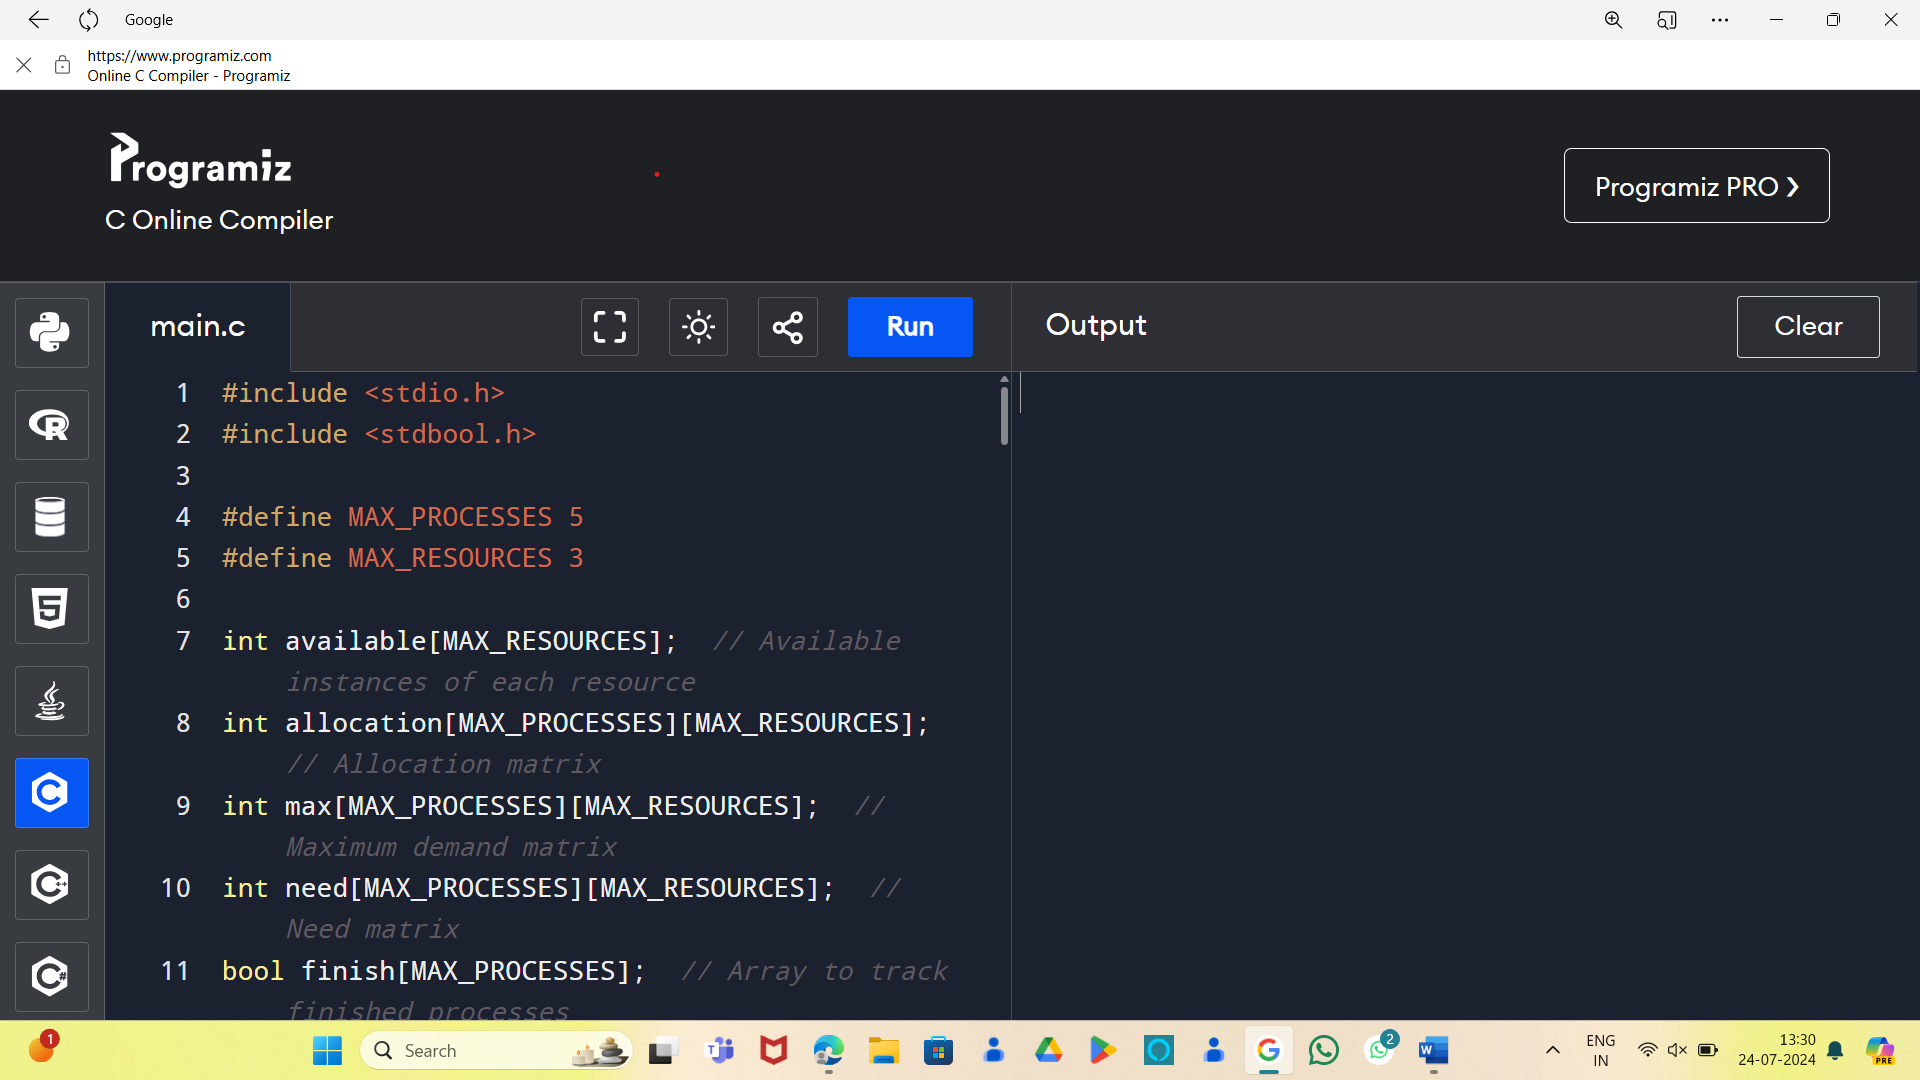 Google
https://www.programiz.com
Online C Compiler - Programiz
Programiz
C Online Compiler
Programiz PRO ❯
main.c
Run
Output
Clear
1 #include <stdio.h>
2 #include <stdbool.h>
3
4 #define MAX_PROCESSES 5
5 #define MAX_RESOURCES 3
6
7 int available[MAX_RESOURCES];  // Available
instances of each resource
8 int allocation[MAX_PROCESSES][MAX_RESOURCES];
// Allocation matrix
9 int max[MAX_PROCESSES][MAX_RESOURCES];  //
Maximum demand matrix
10 int need[MAX_PROCESSES][MAX_RESOURCES];  //
Need matrix
11 bool finish[MAX_PROCESSES];  // Array to track
finished processes
1
Search
2
ENG
IN
13:30
24-07-2024
PRE